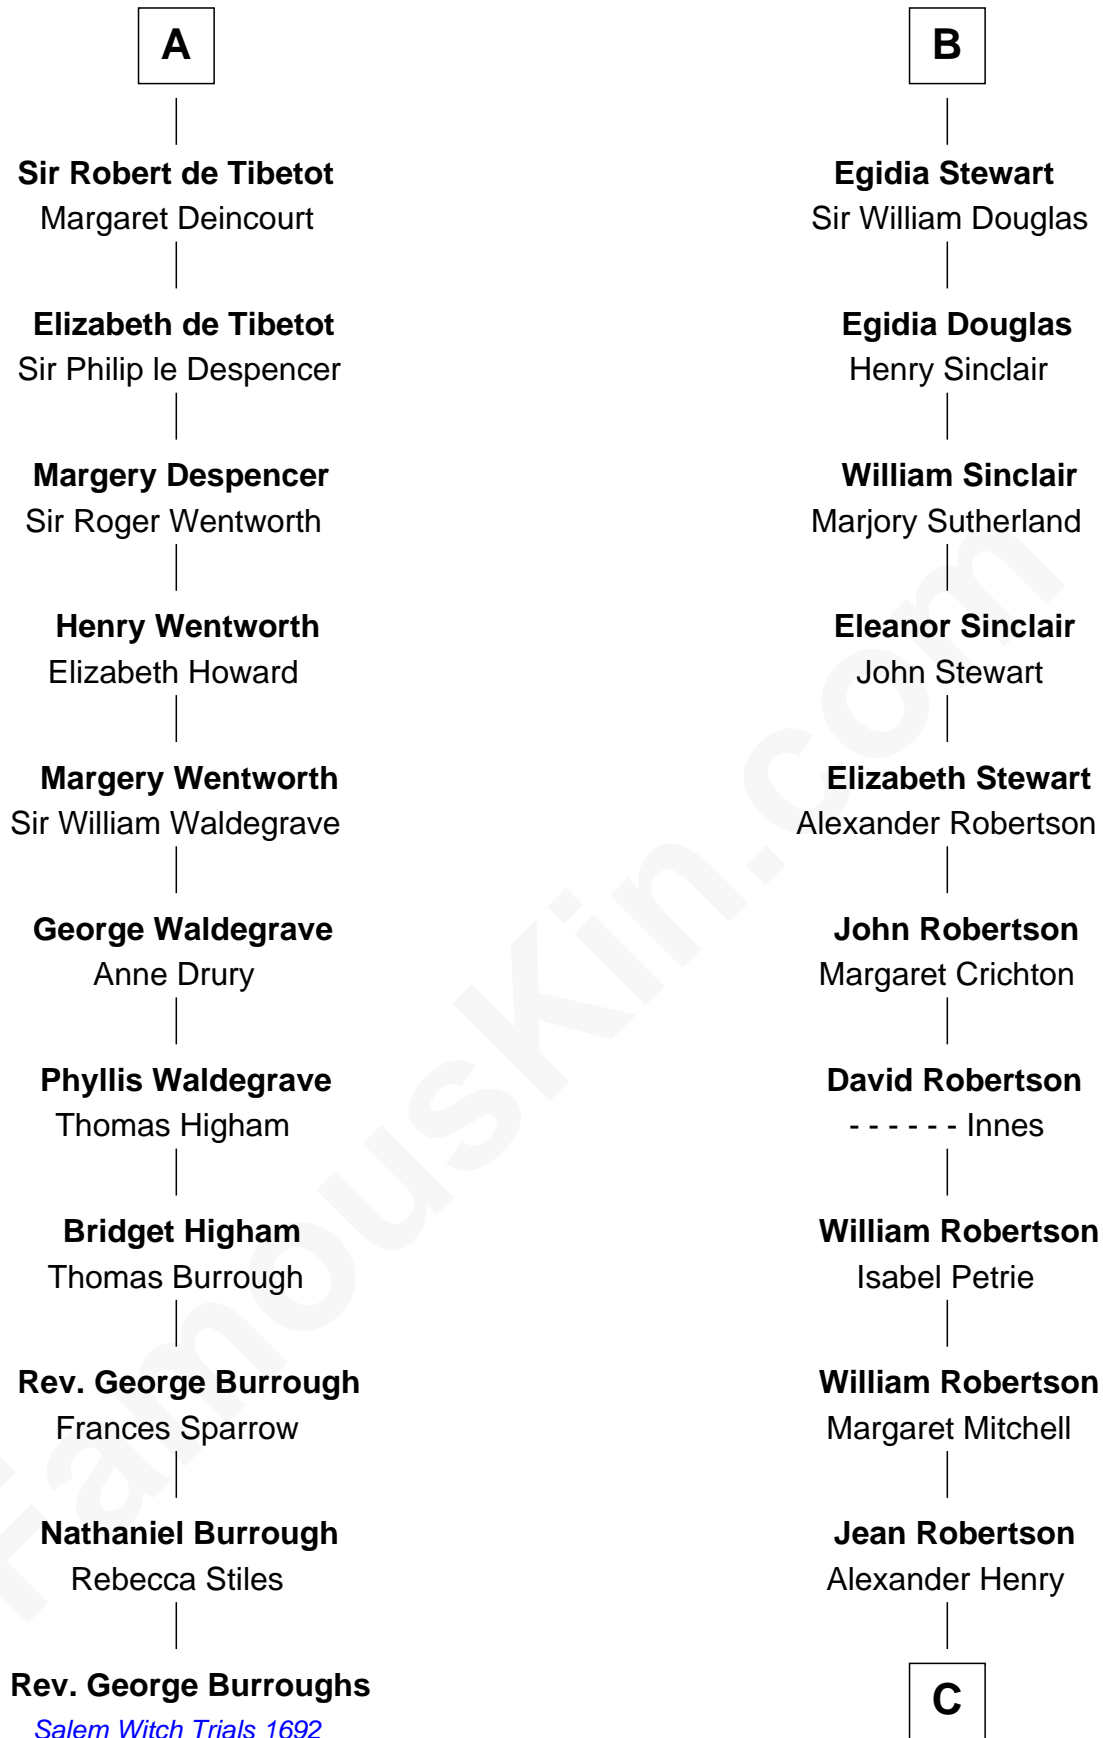 A
Sir Robert de Tibetot
Margaret Deincourt
Elizabeth de Tibetot
Sir Philip le Despencer
Margery Despencer
Sir Roger Wentworth
Henry Wentworth
Elizabeth Howard
Margery Wentworth
Sir William Waldegrave
George Waldegrave
Anne Drury
Phyllis Waldegrave
Thomas Higham
Bridget Higham
Thomas Burrough
Rev. George Burrough
Frances Sparrow
Nathaniel Burrough
Rebecca Stiles
Rev. George Burroughs
Salem Witch Trials 1692
B
Egidia Stewart
Sir William Douglas
Egidia Douglas
Henry Sinclair
William Sinclair
Marjory Sutherland
Eleanor Sinclair
John Stewart
Elizabeth Stewart
Alexander Robertson
John Robertson
Margaret Crichton
David Robertson
- - - - - - Innes
William Robertson
Isabel Petrie
William Robertson
Margaret Mitchell
Jean Robertson
Alexander Henry
C
FamousKin.com